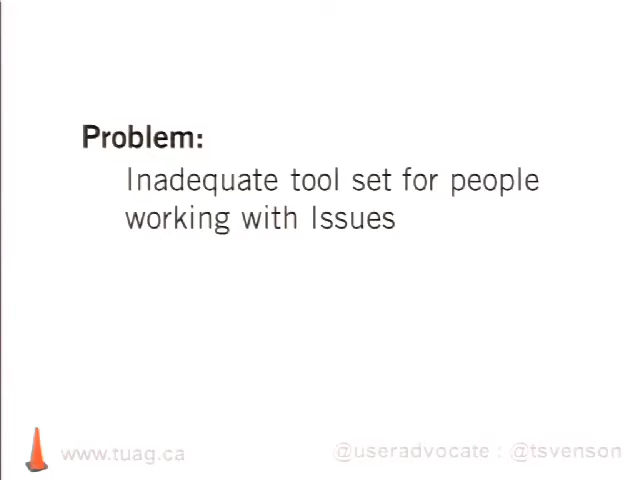 Problem:
Inadequate tool set for people
working with Issues
www.tuag.ca
@useradvocate : @tsvenson